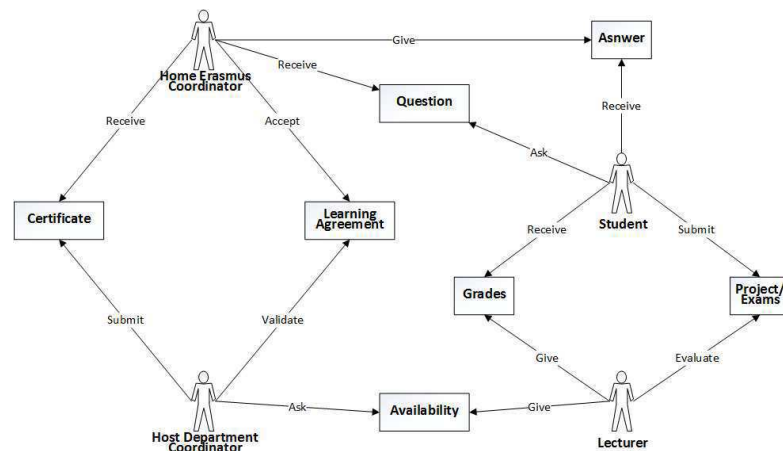 Give
Asnwer
Home Erasmus
Coordinator
Receive
Question
Receive
Accept
Receive
Ask
Certificate
Learning
Agreement
Student
Receive
Submit
Grades
Project/
Exams
Submit
Validate
Give
Evaluate
Ask
Availability
Give
Host Department
Coordinator
Lecturer